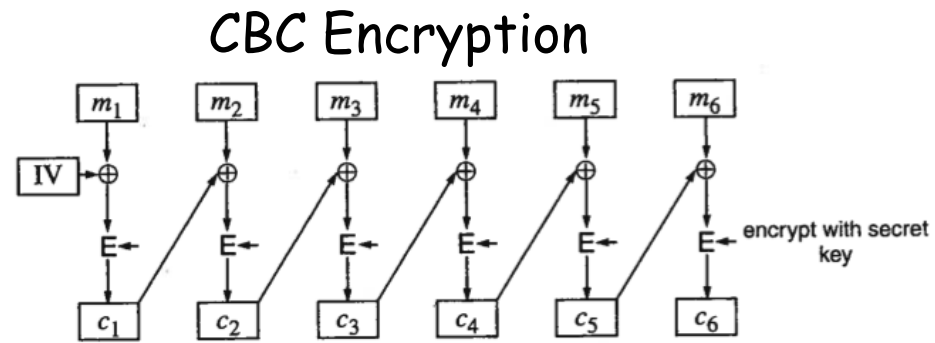 CBC Encryption
m1 m2 m3 m4 m5 m6
IV
E E E E E E encrypt with secret
key
c1 c2 c3 c4 c5 c6